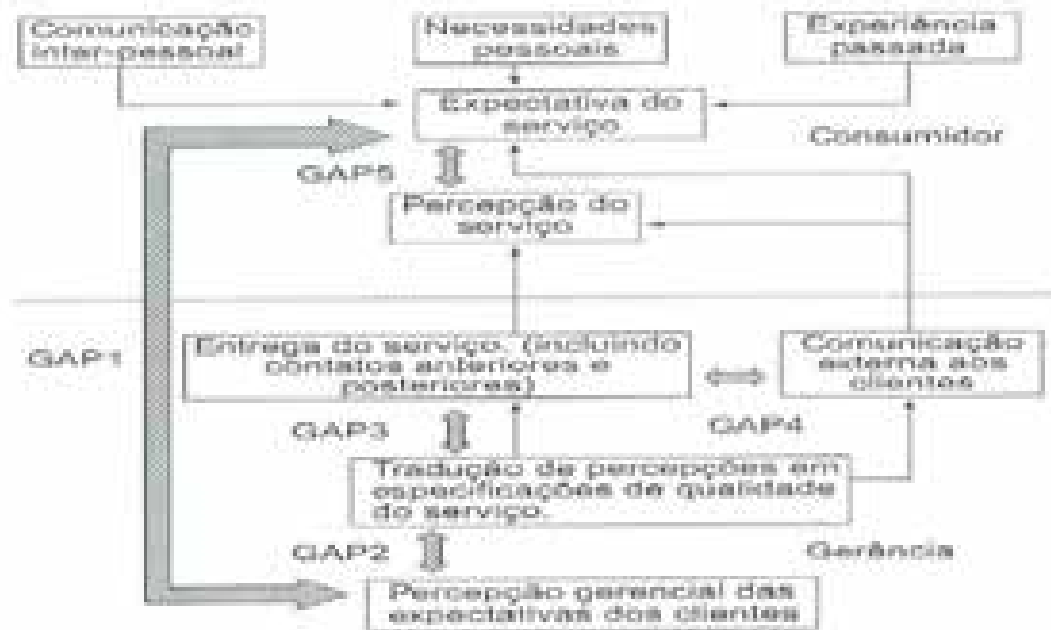 Comunicação
inter-pessoal
Necessidades
pessoais
Experiência
passada
Expectativa do
serviço
Consumidor
GAP5
Percepção do
serviço
GAP1
Entrega do serviço. (incluindo
contatos anteriores e
posteriores)
Comunicação
externa aos
clientes
GAP3
GAP4
Tradução de percepções em
especificações de qualidade
do serviço.
GAP2
Gerância
Percepção gerencial das
expectativas dos clientes